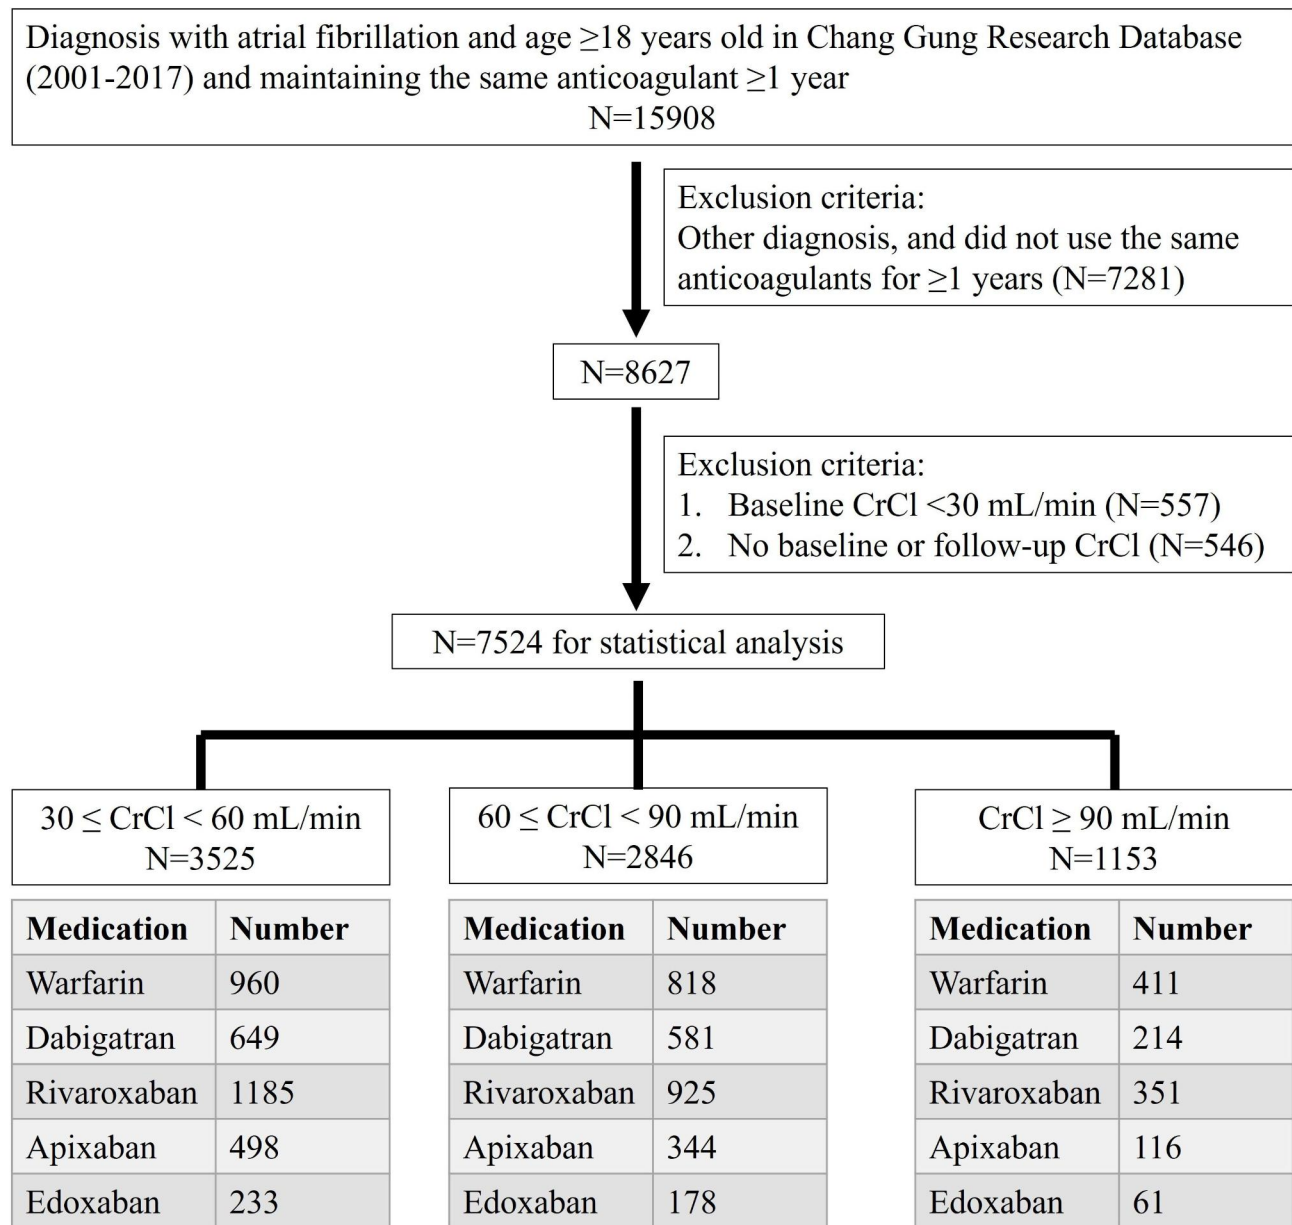 Diagnosis with atrial fibrillation and age ≥18 years old in Chang Gung Research Database
(2001-2017) and maintaining the same anticoagulant ≥1 year
N=15908
Exclusion criteria:
Other diagnosis, and did not use the same
anticoagulants for ≥1 years (N=7281)
N=8627
Exclusion criteria:
1. Baseline CrCl <30 mL/min (N=557)
2. No baseline or follow-up CrCl (N=546)
N=7524 for statistical analysis
30 ≤ CrCl < 60 mL/min
N=3525
Medication Number
Warfarin 960
Dabigatran 649
Rivaroxaban 1185
Apixaban 498
Edoxaban 233
60 ≤ CrCl < 90 mL/min
N=2846
Medication Number
Warfarin 818
Dabigatran 581
Rivaroxaban 925
Apixaban 344
Edoxaban 178
CrCl ≥ 90 mL/min
N=1153
Medication Number
Warfarin 411
Dabigatran 214
Rivaroxaban 351
Apixaban 116
Edoxaban 61